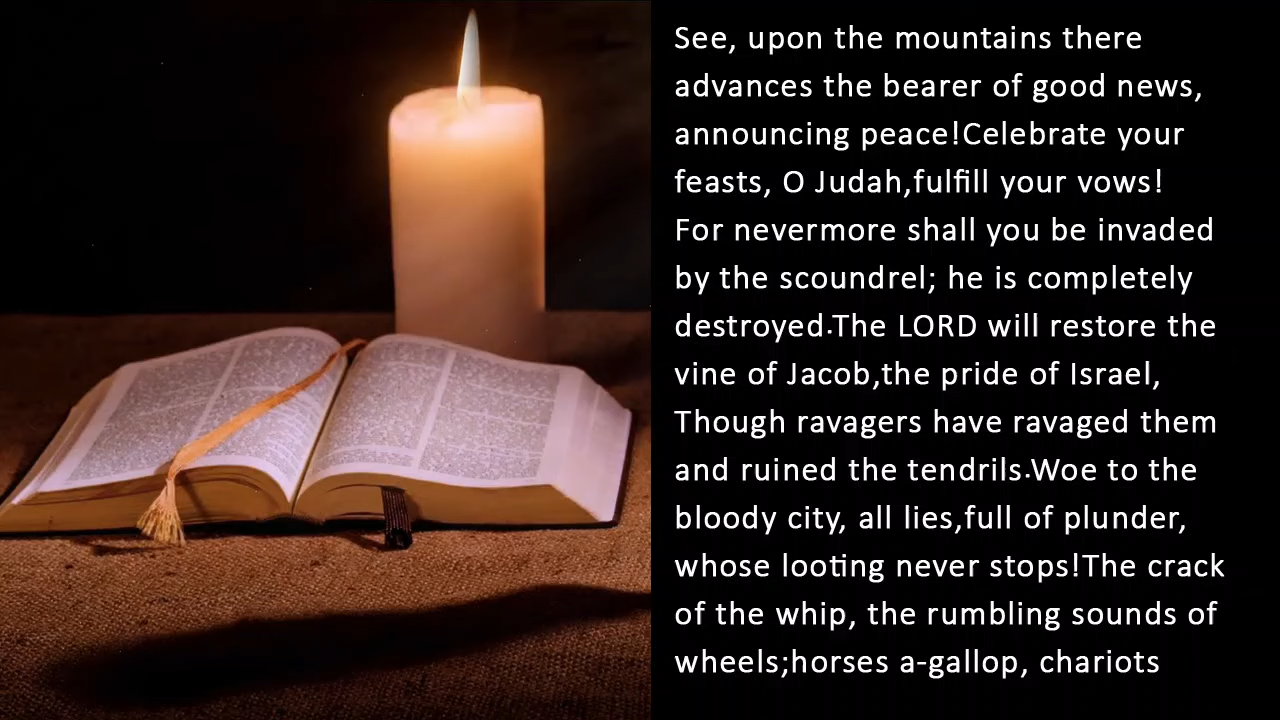 See, upon the mountains there
advances the bearer of good news,
announcing peace!Celebrate your
feasts, O Judah,fulfill your vows!
For nevermore shall you be invaded
by the scoundrel; he is completely
destroyed.The LORD will restore the
vine of Jacob,the pride of Israel,
Though ravagers have ravaged them
and ruined the tendrils.Woe to the
bloody city, all lies,full of plunder,
whose looting never stops!The crack
of the whip, the rumbling sounds of
wheels;horses a-gallop, chariots